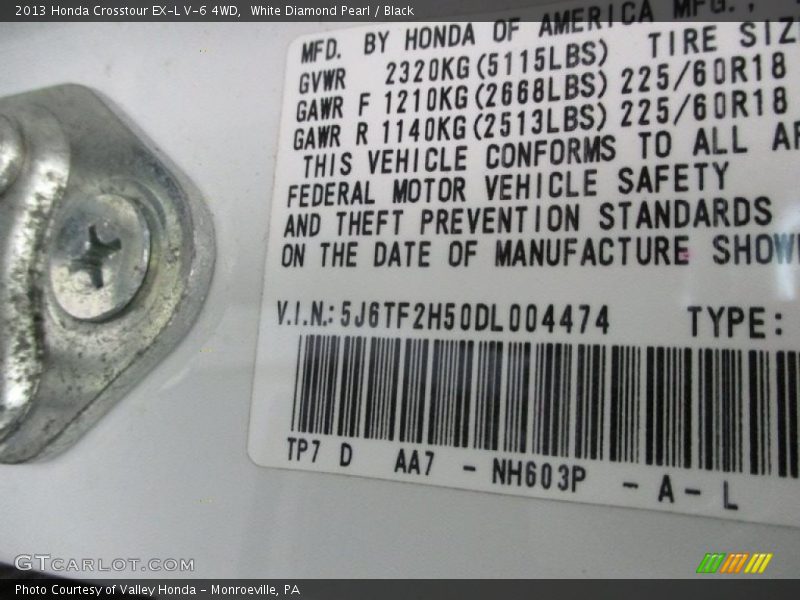 2013 Honda Crosstour EX-L V-6 4WD, White Diamond Pearl / Black
MFD. BY HONDA OF AMERICA MFG.,
GVWR 2320KG(5115LBS) TIRE SIZ
GAWR F 1210KG(2668LBS) 225/60R18
GAWR R 1140KG(2513LBS) 225/60R18
THIS VEHICLE CONFORMS TO ALL AP
FEDERAL MOTOR VEHICLE SAFETY
AND THEFT PREVENTION STANDARDS
ON THE DATE OF MANUFACTURE SHOWN
V.I.N.: 5J6TF2H50DL004474 TYPE:
TP7 D AA7 - NH603P - A - L
GTCARLOT.COM
Photo Courtesy of Valley Honda - Monroeville, PA